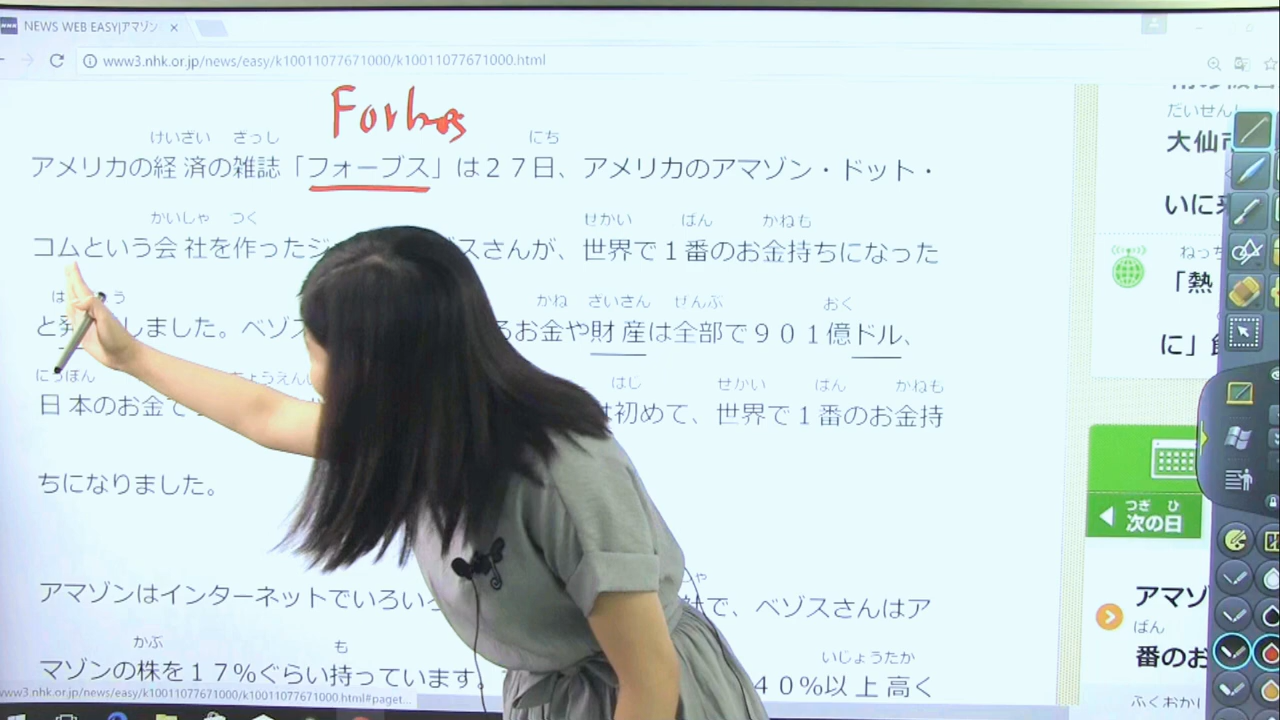 NEWS WEB EASY|アマゾン
www3.nhk.or.jp/news/easy/k10011077671000/k10011077671000.html
Forbes
けいざい ざっし にち
アメリカの経済の雑誌「フォーブス」は27日、アメリカのアマゾン・ドット・
かいしゃ つく せかい ばん かねも
コムという会社を作ったジ スさんが、世界で1番のお金持ちになった
かね ざいさん ぜんぶ おく
と発 しました。ベゾス るお金や財産は全部で901億ドル、
にっぽん ちょうえん はじ せかい ばん かねも
日本のお金で は初めて、世界で1番のお金持
ちになりました。
アマゾンはインターネットでいろい 社で、ベゾスさんはア
かぶ も いじょうたか
マゾンの株を17%ぐらい持っています。 40%以上高く
www3.nhk.or.jp/news/easy/k10011077671000/k10011077671000.html#paget...
だいせんし
大仙市
いに来
ねっち
「熱
に」
つぎ ひ
次の日
アマゾ
ばん
番のお
ふくおか